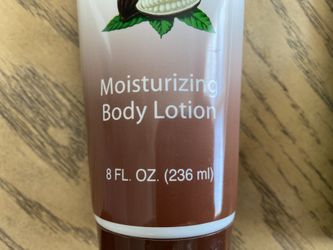 Moisturizing
Body Lotion
8 FL. OZ. (236 ml)